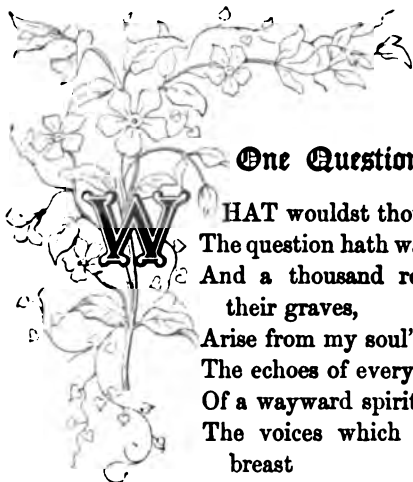 One Question
WHAT wouldst thou
The question hath wa
And a thousand re
their graves,
Arise from my soul'
The echoes of every
Of a wayward spirit
The voices which
breast